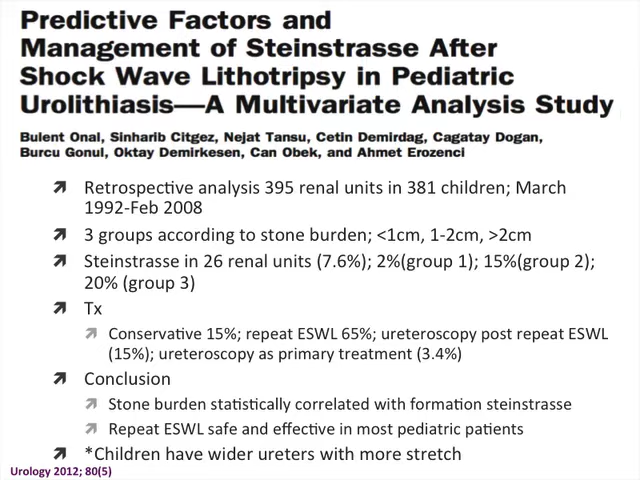 Predictive Factors and
Management of Steinstrasse After
Shock Wave Lithotripsy in Pediatric
Urolithiasis—A Multivariate Analysis Study
Bulent Onal, Sinharib Citgez, Nejat Tansu, Cetin Demirdag, Cagatay Dogan,
Burcu Gonul, Oktay Demirkesen, Can Obek, and Ahmet Erozenci
Retrospective analysis 395 renal units in 381 children; March
1992-Feb 2008
3 groups according to stone burden; <1cm, 1-2cm, >2cm
Steinstrasse in 26 renal units (7.6%); 2%(group 1); 15%(group 2);
20% (group 3)
Tx
Conservative 15%; repeat ESWL 65%; ureteroscopy post repeat ESWL
(15%); ureteroscopy as primary treatment (3.4%)
Conclusion
Stone burden statistically correlated with formation steinstrasse
Repeat ESWL safe and effective in most pediatric patients
*Children have wider ureters with more stretch
Urology 2012; 80(5)